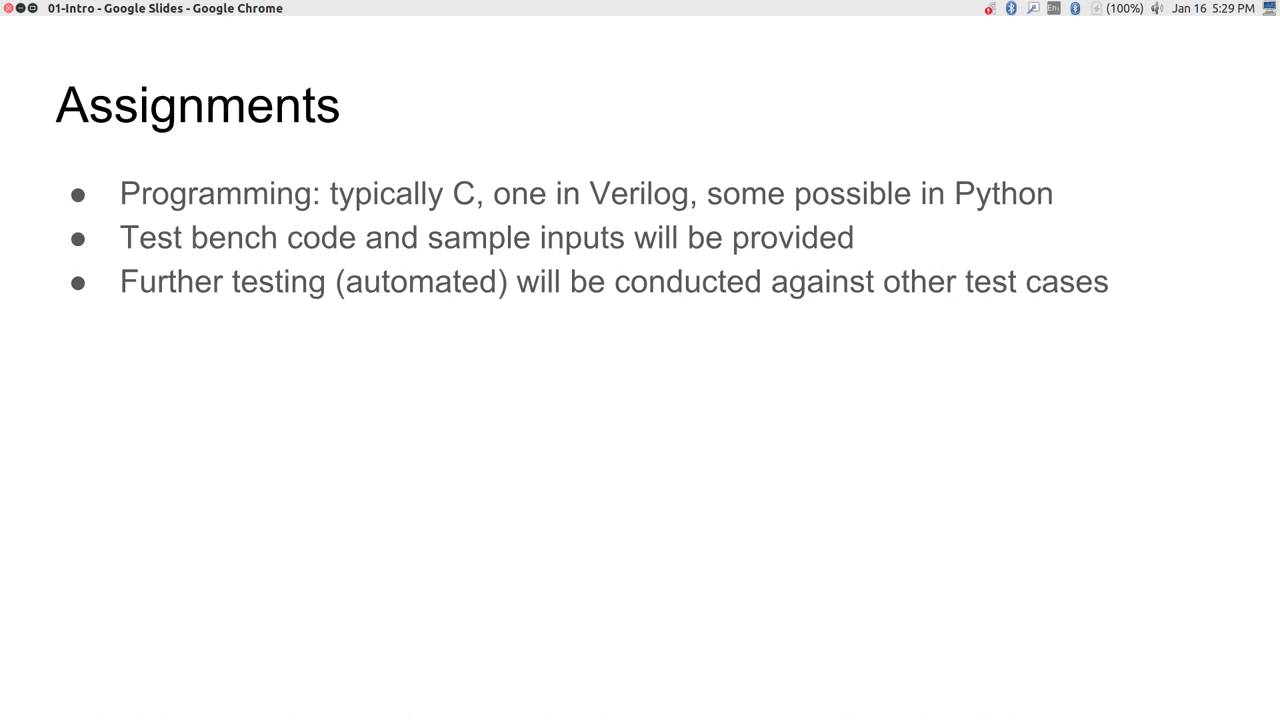 01-Intro - Google Slides - Google Chrome
En (100%) Jan 16 5:29 PM
Assignments
● Programming: typically C, one in Verilog, some possible in Python
● Test bench code and sample inputs will be provided
● Further testing (automated) will be conducted against other test cases